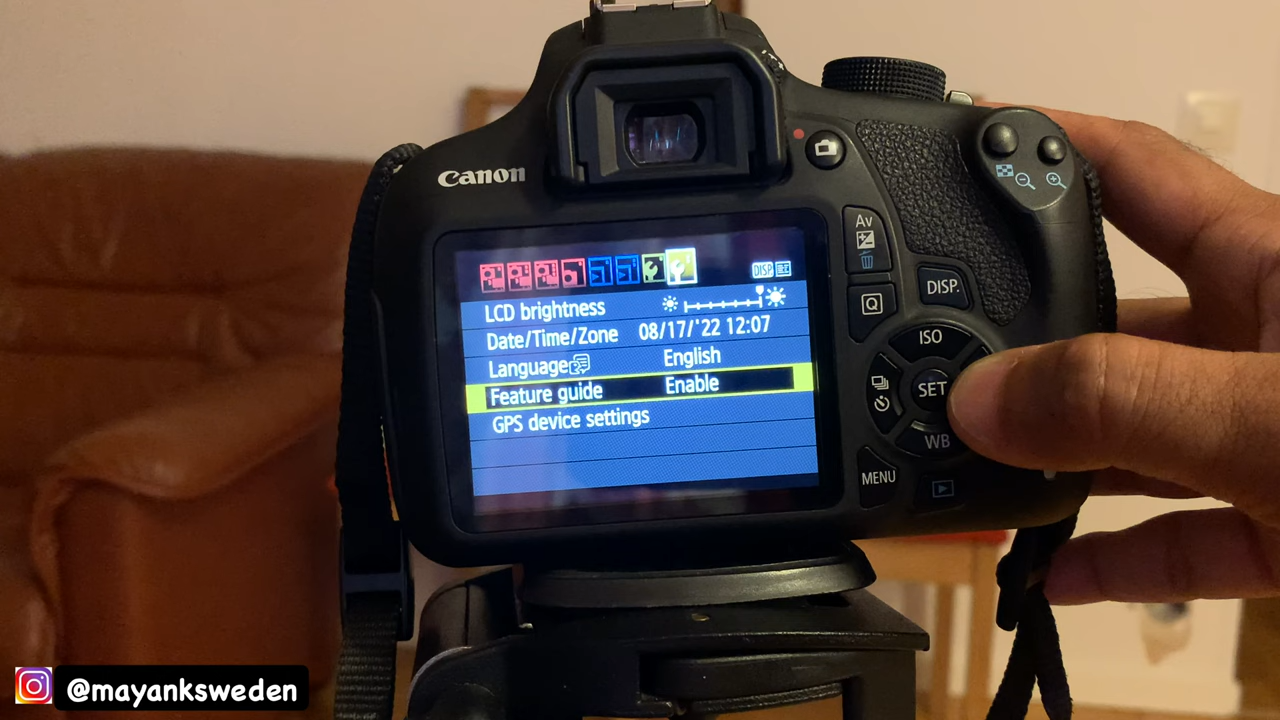 Canon
Av
DISP
LCD brightness
Date/Time/Zone 08/17/'22 12:07
Language English
Feature guide Enable
GPS device settings
Q
DISP.
ISO
SET
WB
MENU
@mayanksweden